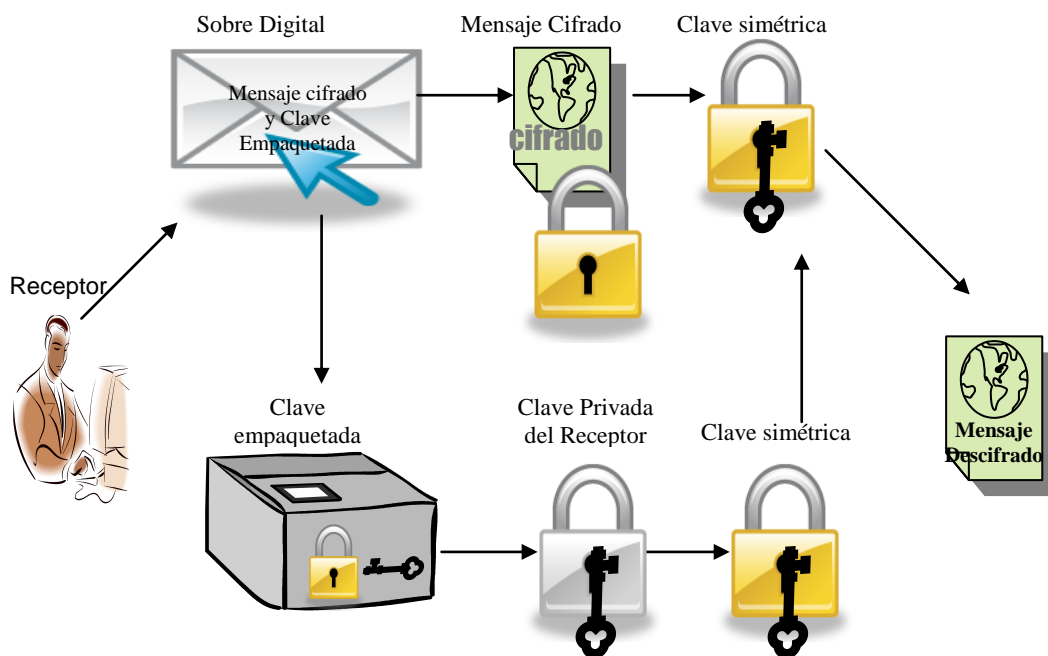 Sobre Digital
Mensaje Cifrado
Clave simétrica
Mensaje cifrado
y Clave
Empaquetada
cifrado
Receptor
Clave
empaquetada
Clave Privada
del Receptor
Clave simétrica
Mensaje
Descifrado